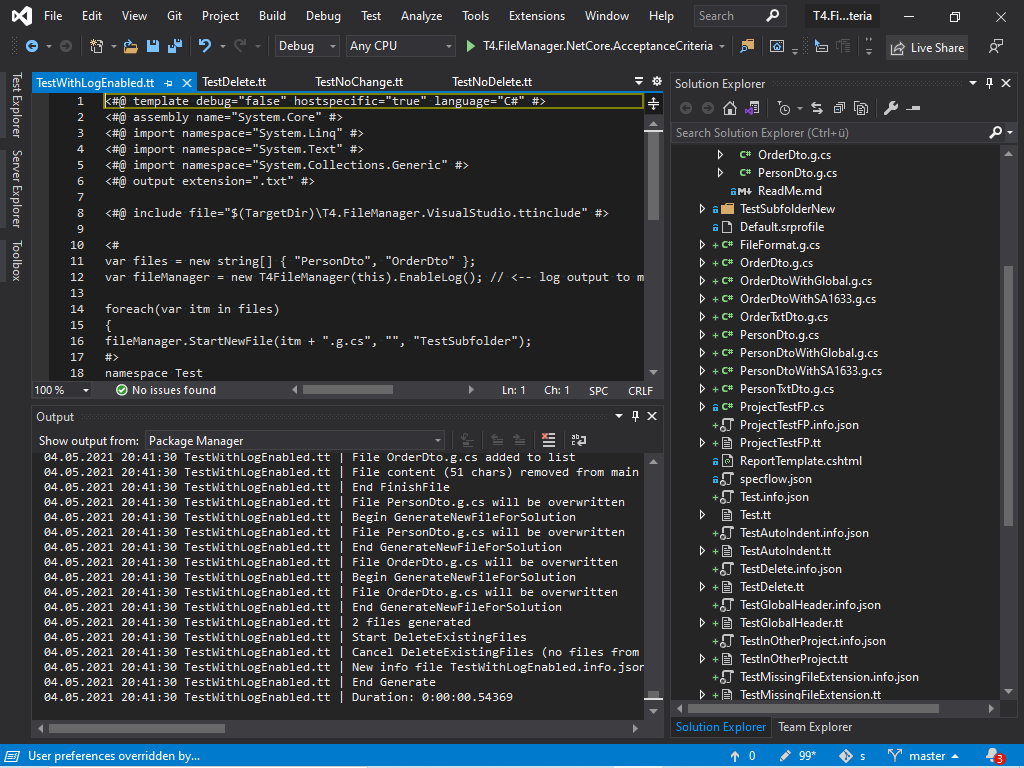 File Edit View Git Project Build Debug Test Analyze Tools Extensions Window Help Search T4.Fi...teria
Debug Any CPU T4.FileManager.NetCore.AcceptanceCriteria Live Share
Test Explorer
Server Explorer
Toolbox
TestWithLogEnabled.tt TestDelete.tt TestNoChange.tt TestNoDelete.tt
1 <#@ template debug="false" hostspecific="true" language="C#" #>
2 <#@ assembly name="System.Core" #>
3 <#@ import namespace="System.Linq" #>
4 <#@ import namespace="System.Text" #>
5 <#@ import namespace="System.Collections.Generic" #>
6 <#@ output extension=".txt" #>
7
8 <#@ include file="$(TargetDir)\T4.FileManager.VisualStudio.ttinclude" #>
9
10 <#
11 var files = new string[] { "PersonDto", "OrderDto" };
12 var fileManager = new T4FileManager(this).EnableLog(); // <-- log output to m
13
14 foreach(var itm in files)
15 {
16 fileManager.StartNewFile(itm + ".g.cs", "", "TestSubfolder");
17 #>
18 namespace Test
100 % No issues found Ln: 1 Ch: 1 SPC CRLF
Output
Show output from: Package Manager
04.05.2021 20:41:30 TestWithLogEnabled.tt | File OrderDto.g.cs added to list
04.05.2021 20:41:30 TestWithLogEnabled.tt | File content (51 chars) removed from main
04.05.2021 20:41:30 TestWithLogEnabled.tt | End FinishFile
04.05.2021 20:41:30 TestWithLogEnabled.tt | File PersonDto.g.cs will be overwritten
04.05.2021 20:41:30 TestWithLogEnabled.tt | Begin GenerateNewFileForSolution
04.05.2021 20:41:30 TestWithLogEnabled.tt | File PersonDto.g.cs will be overwritten
04.05.2021 20:41:30 TestWithLogEnabled.tt | End GenerateNewFileForSolution
04.05.2021 20:41:30 TestWithLogEnabled.tt | File OrderDto.g.cs will be overwritten
04.05.2021 20:41:30 TestWithLogEnabled.tt | Begin GenerateNewFileForSolution
04.05.2021 20:41:30 TestWithLogEnabled.tt | File OrderDto.g.cs will be overwritten
04.05.2021 20:41:30 TestWithLogEnabled.tt | End GenerateNewFileForSolution
04.05.2021 20:41:30 TestWithLogEnabled.tt | 2 files generated
04.05.2021 20:41:30 TestWithLogEnabled.tt | Start DeleteExistingFiles
04.05.2021 20:41:30 TestWithLogEnabled.tt | Cancel DeleteExistingFiles (no files from
04.05.2021 20:41:30 TestWithLogEnabled.tt | New info file TestWithLogEnabled.info.json
04.05.2021 20:41:30 TestWithLogEnabled.tt | End Generate
04.05.2021 20:41:30 TestWithLogEnabled.tt | Duration: 0:00:00.54369
Solution Explorer
Search Solution Explorer (Ctrl+ü)
C# OrderDto.g.cs
C# PersonDto.g.cs
M ReadMe.md
TestSubfolderNew
Default.srprofile
+ C# FileFormat.g.cs
+ C# OrderDto.g.cs
+ C# OrderDtoWithGlobal.g.cs
+ C# OrderDtoWithSA1633.g.cs
+ C# OrderTxtDto.g.cs
+ C# PersonDto.g.cs
+ C# PersonDtoWithGlobal.g.cs
+ C# PersonDtoWithSA1633.g.cs
+ C# PersonTxtDto.g.cs
C# ProjectTestFP.cs
+ ProjectTestFP.info.json
+ ProjectTestFP.tt
ReportTemplate.cshtml
specflow.json
+ Test.info.json
Test.tt
+ TestAutoIndent.info.json
+ TestAutoIndent.tt
+ TestDelete.info.json
+ TestDelete.tt
+ TestGlobalHeader.info.json
+ TestGlobalHeader.tt
+ TestInOtherProject.info.json
+ TestInOtherProject.tt
+ TestMissingFileExtension.info.json
+ TestMissingFileExtension.tt
Solution Explorer Team Explorer
User preferences overridden by... 0 99* s master 3